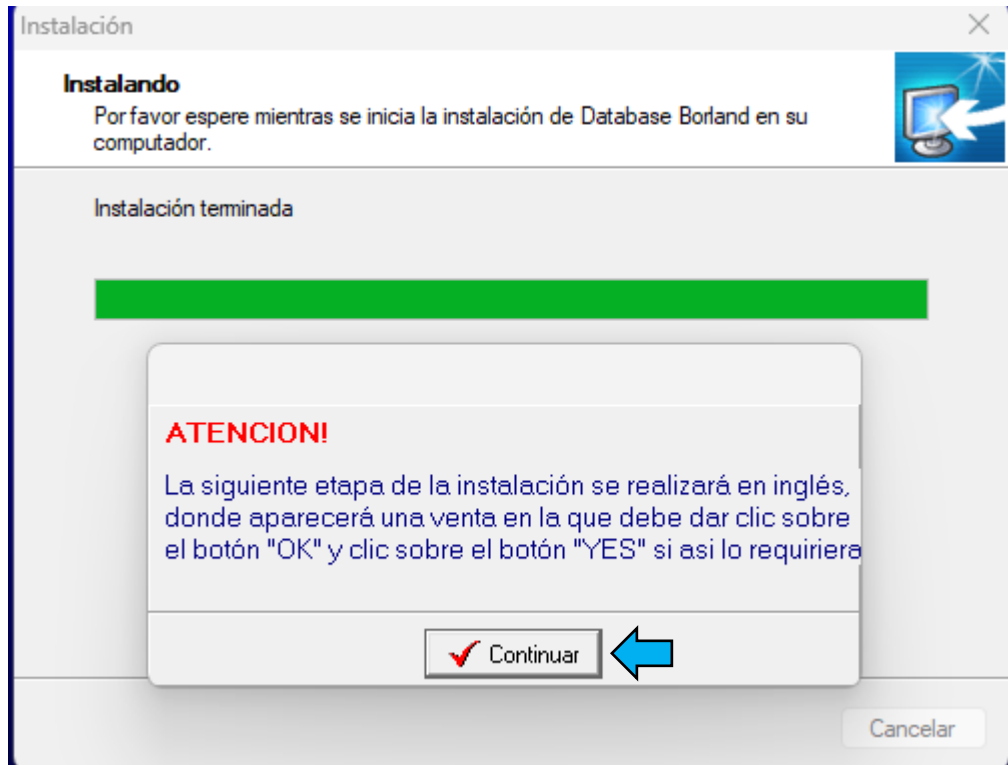 Instalación
Instalando
Por favor espere mientras se inicia la instalación de Database Borland en su
computador.
Instalación terminada
ATENCION!
La siguiente etapa de la instalación se realizará en inglés,
donde aparecerá una venta en la que debe dar clic sobre
el botón "OK" y clic sobre el botón "YES" si asi lo requiriera
Continuar
Cancelar